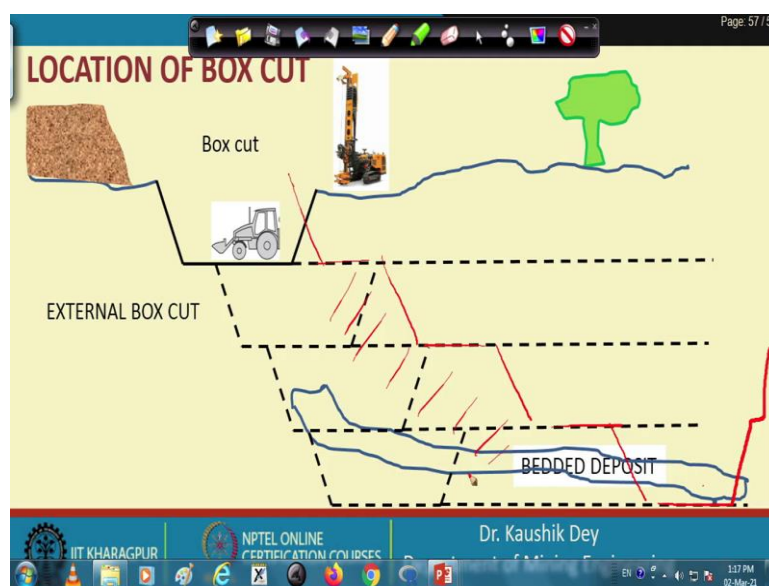 Page: 57 / 5
LOCATION OF BOX CUT
Box cut
EXTERNAL BOX CUT
BEDDED DEPOSIT
IIT KHARAGPUR
NPTEL ONLINE
CERTIFICATION COURSES
Dr. Kaushik Dey
EN
1:17 PM
02-Mar-21